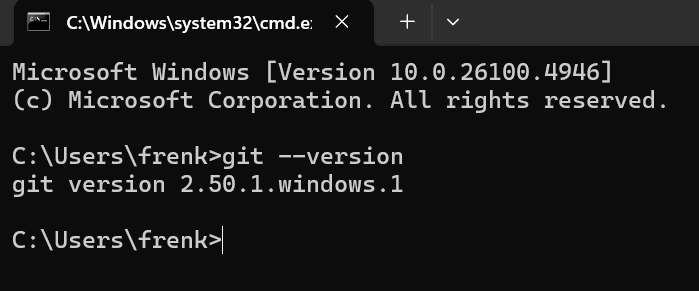 C:\Windows\system32\cmd.e
Microsoft Windows [Version 10.0.26100.4946]
(c) Microsoft Corporation. All rights reserved.
C:\Users\frenk>git --version
git version 2.50.1.windows.1
C:\Users\frenk>